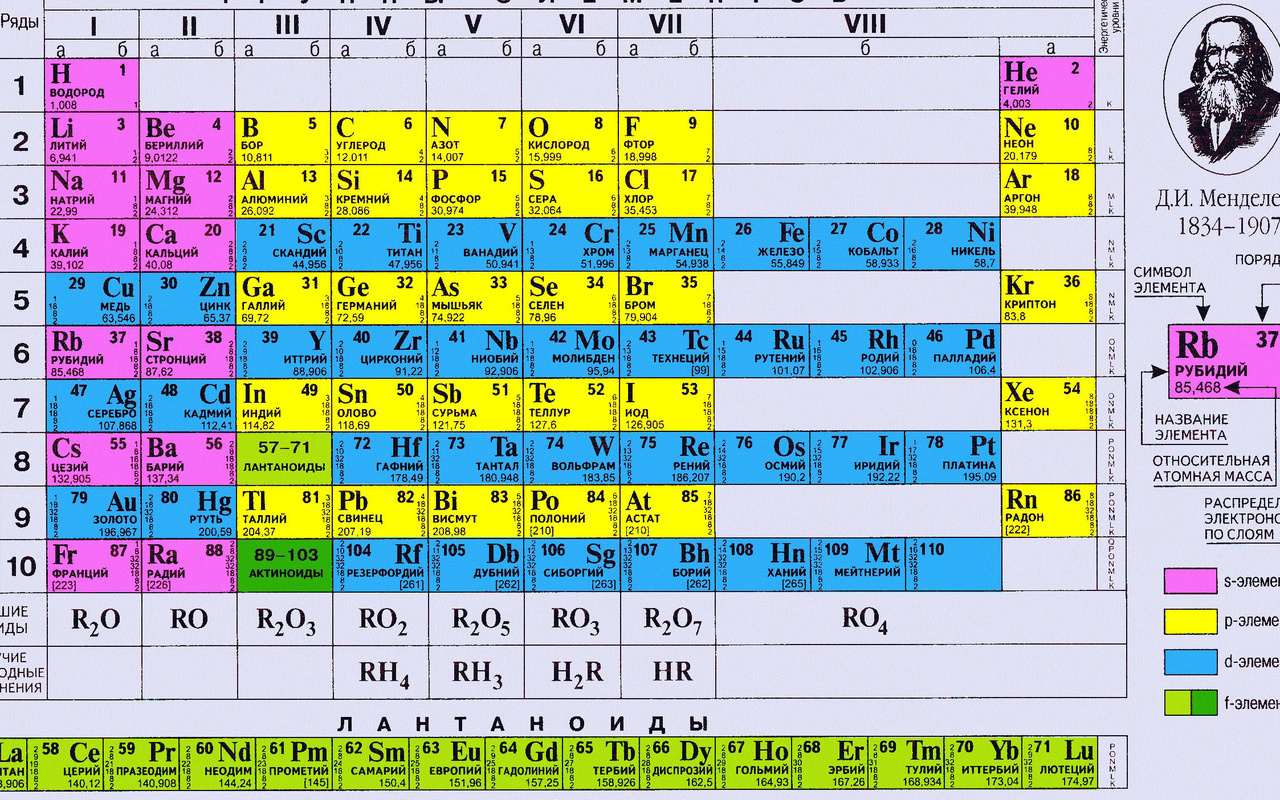 Ряды I II III IV V VI VII VIII Энергетические уровни
а б а б а б а б а б а б а б б а
1 H 1 He 2
ВОДОРОД ГЕЛИЙ
1,008 4,003
2 Li 3 Be 4 B 5 C 6 N 7 O 8 F 9 Ne 10
ЛИТИЙ БЕРИЛЛИЙ БОР УГЛЕРОД АЗОТ КИСЛОРОД ФТОР НЕОН
6,941 9,0122 10,811 12,011 14,007 15,999 18,998 20,179
3 Na 11 Mg 12 Al 13 Si 14 P 15 S 16 Cl 17 Ar 18
НАТРИЙ МАГНИЙ АЛЮМИНИЙ КРЕМНИЙ ФОСФОР СЕРА ХЛОР АРГОН
22,99 24,312 26,092 28,086 30,974 32,064 35,453 39,948
Д.И. Менделе
1834–1907
4 K 19 Ca 20 21 Sc 22 Ti 23 V 24 Cr 25 Mn 26 Fe 27 Co 28 Ni
КАЛИЙ КАЛЬЦИЙ СКАНДИЙ ТИТАН ВАНАДИЙ ХРОМ МАРГАНЕЦ ЖЕЛЕЗО КОБАЛЬТ НИКЕЛЬ
39,102 40,08 44,956 47,956 50,941 51,996 54,938 55,849 58,933 58,7
ПОРЯД
СИМВОЛ
ЭЛЕМЕНТА
5 29 Cu 30 Zn Ga 31 Ge 32 As 33 Se 34 Br 35 Kr 36
МЕДЬ ЦИНК ГАЛЛИЙ ГЕРМАНИЙ МЫШЬЯК СЕЛЕН БРОМ КРИПТОН
63,546 65,37 69,72 72,59 74,922 78,96 79,904 83,8
6 Rb 37 Sr 38 39 Y 40 Zr 41 Nb 42 Mo 43 Tc 44 Ru 45 Rh 46 Pd
РУБИДИЙ СТРОНЦИЙ ИТТРИЙ ЦИРКОНИЙ НИОБИЙ МОЛИБДЕН ТЕХНЕЦИЙ РУТЕНИЙ РОДИЙ ПАЛЛАДИЙ
85,468 87,62 88,906 91,22 92,906 95,94 [99] 101,07 102,906 106,4
Rb 37
РУБИДИЙ
85,468
7 47 Ag 48 Cd In 49 Sn 50 Sb 51 Te 52 I 53 Xe 54
СЕРЕБРО КАДМИЙ ИНДИЙ ОЛОВО СУРЬМА ТЕЛЛУР ИОД КСЕНОН
107,868 112,41 114,82 118,69 121,75 127,6 126,905 131,3
НАЗВАНИЕ
ЭЛЕМЕНТА
8 Cs 55 Ba 56 57–71 72 Hf 73 Ta 74 W 75 Re 76 Os 77 Ir 78 Pt
ЦЕЗИЙ БАРИЙ ЛАНТАНОИДЫ ГАФНИЙ ТАНТАЛ ВОЛЬФРАМ РЕНИЙ ОСМИЙ ИРИДИЙ ПЛАТИНА
132,905 137,34 178,49 180,948 183,85 186,207 190,2 192,22 195,09
ОТНОСИТЕЛЬНАЯ
АТОМНАЯ МАССА
9 79 Au 80 Hg Tl 81 Pb 82 Bi 83 Po 84 At 85 Rn 86
ЗОЛОТО РТУТЬ ТАЛЛИЙ СВИНЕЦ ВИСМУТ ПОЛОНИЙ АСТАТ РАДОН
196,967 200,59 204,37 207,19 208,98 [210] [210] [222]
РАСПРЕДЕЛ
ЭЛЕКТРОНО
ПО СЛОЯМ
10 Fr 87 Ra 88 89–103 104 Rf 105 Db 106 Sg 107 Bh 108 Hn 109 Mt 110
ФРАНЦИЙ РАДИЙ АКТИНОИДЫ РЕЗЕРФОРДИЙ ДУБНИЙ СИБОРГИЙ БОРИЙ ХАНИЙ МЕЙТНЕРИЙ
[223] [226] [261] [262] [263] [262] [265]
s-элеме
p-элеме
d-элеме
f-элемен
ШИЕ
ИДЫ
R₂O RO R₂O₃ RO₂ R₂O₅ RO₃ R₂O₇ RO₄
УЧИЕ
ОДНЫЕ
НЕНИЯ
RH₄ RH₃ H₂R HR
ЛАНТАНОИДЫ
La 58 Ce 59 Pr 60 Nd 61 Pm 62 Sm 63 Eu 64 Gd 65 Tb 66 Dy 67 Ho 68 Er 69 Tm 70 Yb 71 Lu
ТАН ЦЕРИЙ ПРАЗЕОДИМ НЕОДИМ ПРОМЕТИЙ САМАРИЙ ЕВРОПИЙ ГАДОЛИНИЙ ТЕРБИЙ ДИСПРОЗИЙ ГОЛЬМИЙ ЭРБИЙ ТУЛИЙ ИТТЕРБИЙ ЛЮТЕЦИЙ
8,906 140,12 140,908 144,24 [145] 150,4 151,96 157,25 158,926 162,5 164,93 167,26 168,934 173,04 174,97